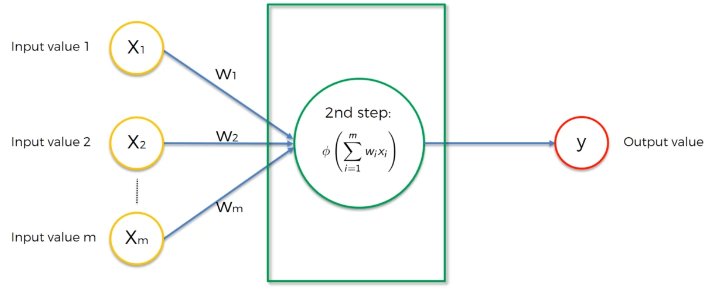 Input value 1
X1
W1
2nd step:
Input value 2
X2
W2
ϕ(∑_{i=1}^{m} w_i x_i)
y
Output value
Input value m
Xm
Wm